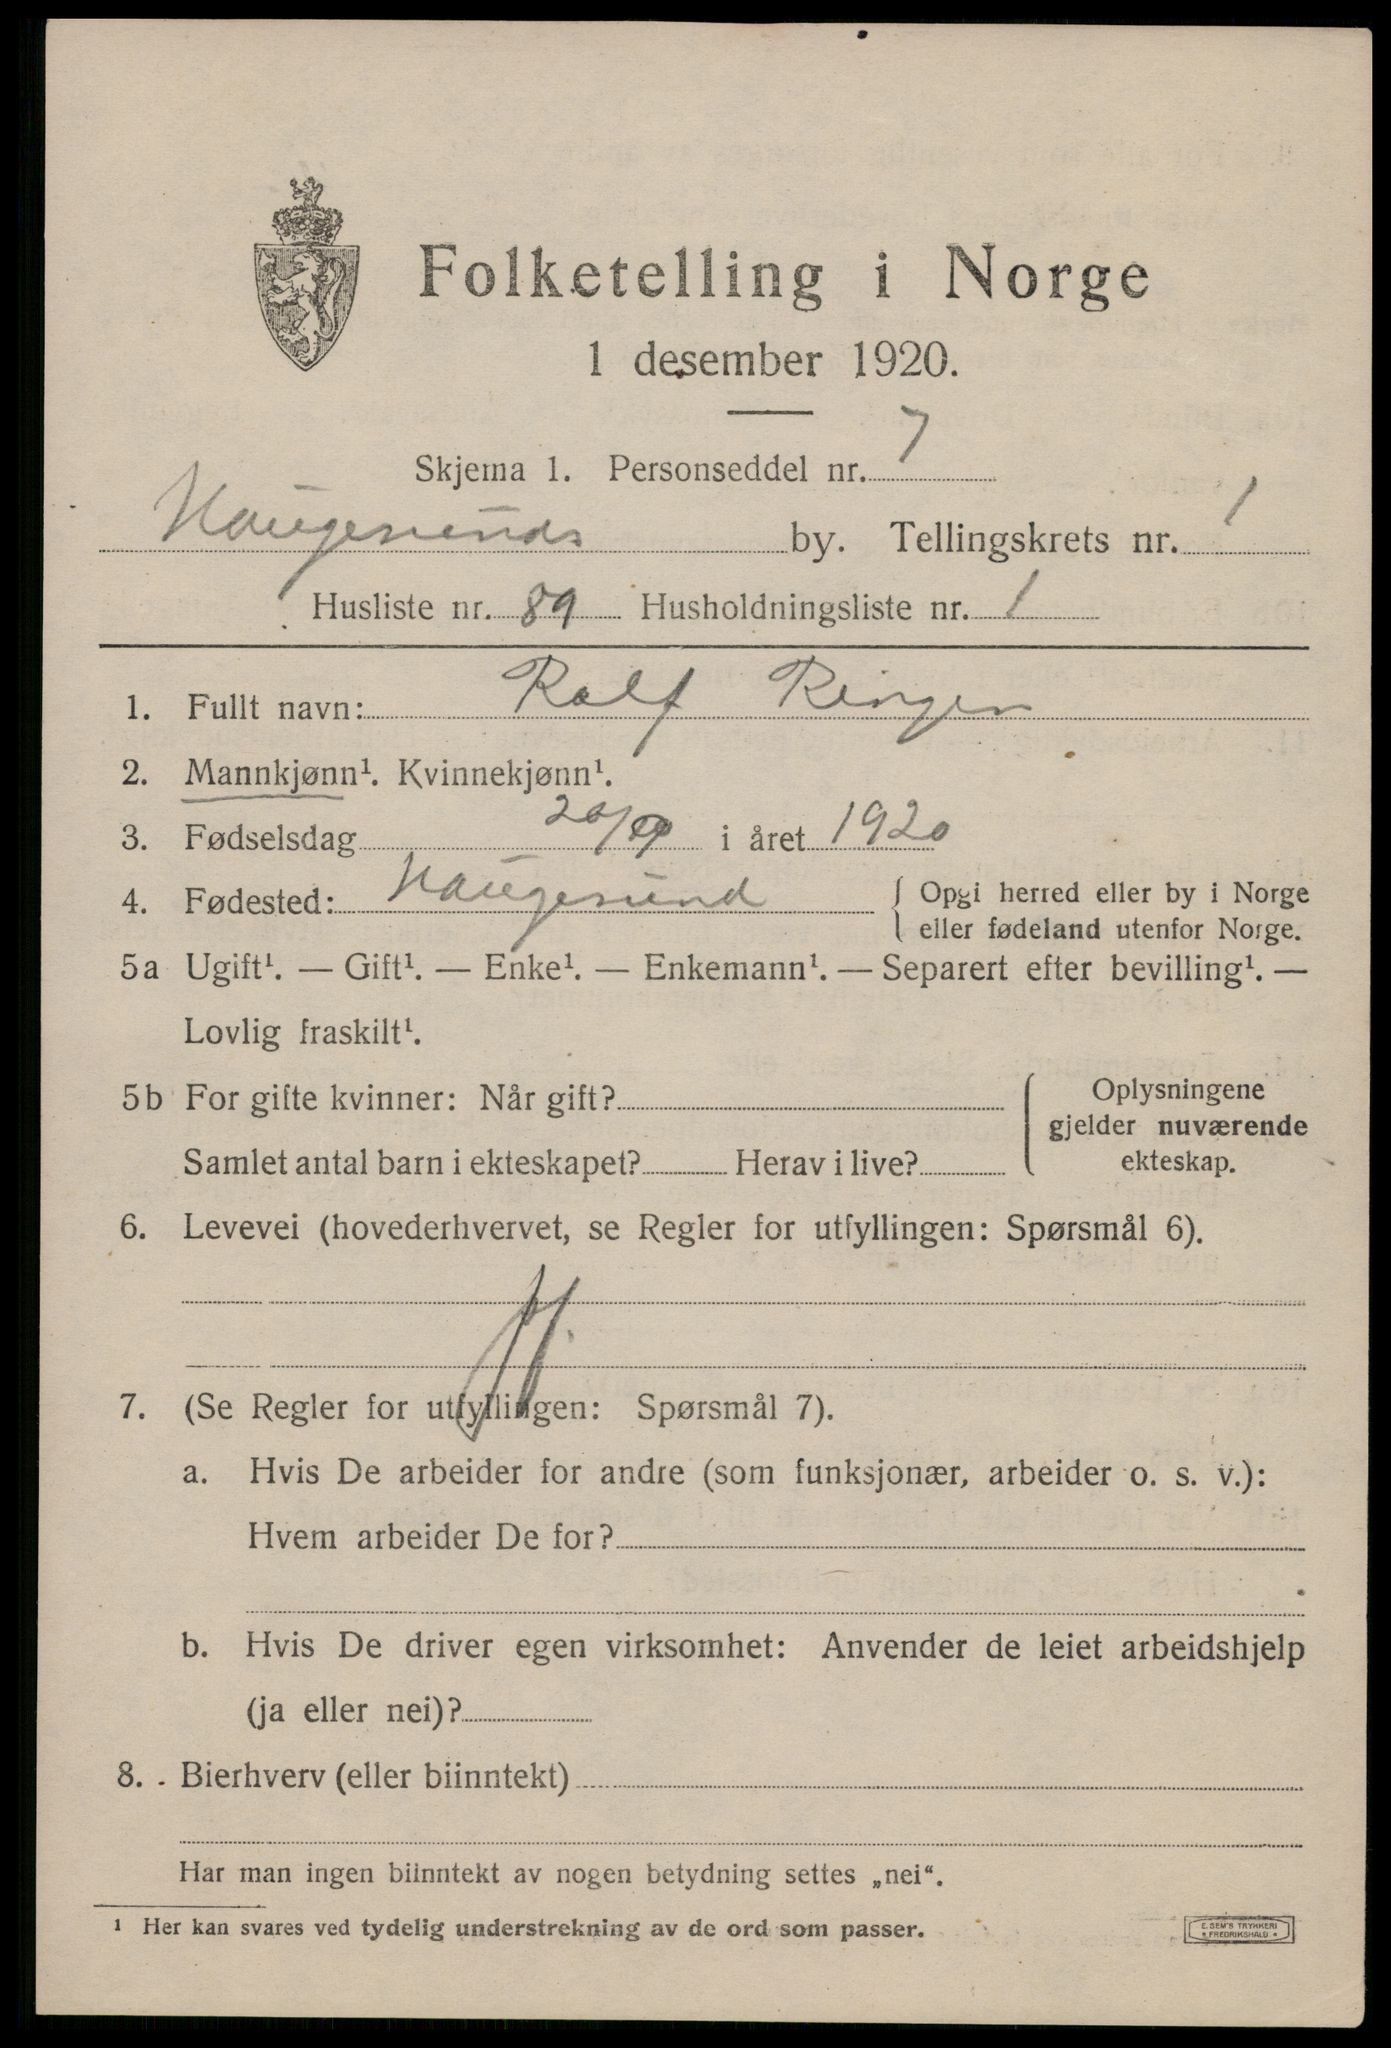 Folketelling i Norge
1 desember 1920.
Skjema 1. Personseddel nr. 7
Haugesunds by. Tellingskrets nr. 1
Husliste nr. 89 Husholdningsliste nr. 1
1. Fullt navn: Rolf Ringen
2. Mannkjønn¹. Kvinnekjønn¹.
3. Fødselsdag 20/9 i året 1920
4. Fødested: Haugesund { Opgi herred eller by i Norge
eller fødeland utenfor Norge.
5a Ugift¹. — Gift¹. — Enke¹. — Enkemann¹. — Separert efter bevilling¹. —
Lovlig fraskilt¹.
5b For gifte kvinner: Når gift?
Samlet antal barn i ekteskapet? Herav i live?
Oplysningene
gjelder nuværende
ekteskap.
6. Levevei (hovederhvervet, se Regler for utfyllingen: Spørsmål 6).
7. (Se Regler for utfyllingen: Spørsmål 7).
a. Hvis De arbeider for andre (som funksjonær, arbeider o. s. v.):
Hvem arbeider De for?
b. Hvis De driver egen virksomhet: Anvender de leiet arbeidshjelp
(ja eller nei)?
8. Bierhverv (eller biinntekt)
Har man ingen biinntekt av nogen betydning settes „nei“.
¹ Her kan svares ved tydelig understrekning av de ord som passer.
E. SEM'S TRYKKERI
* FREDRIKSHALD *